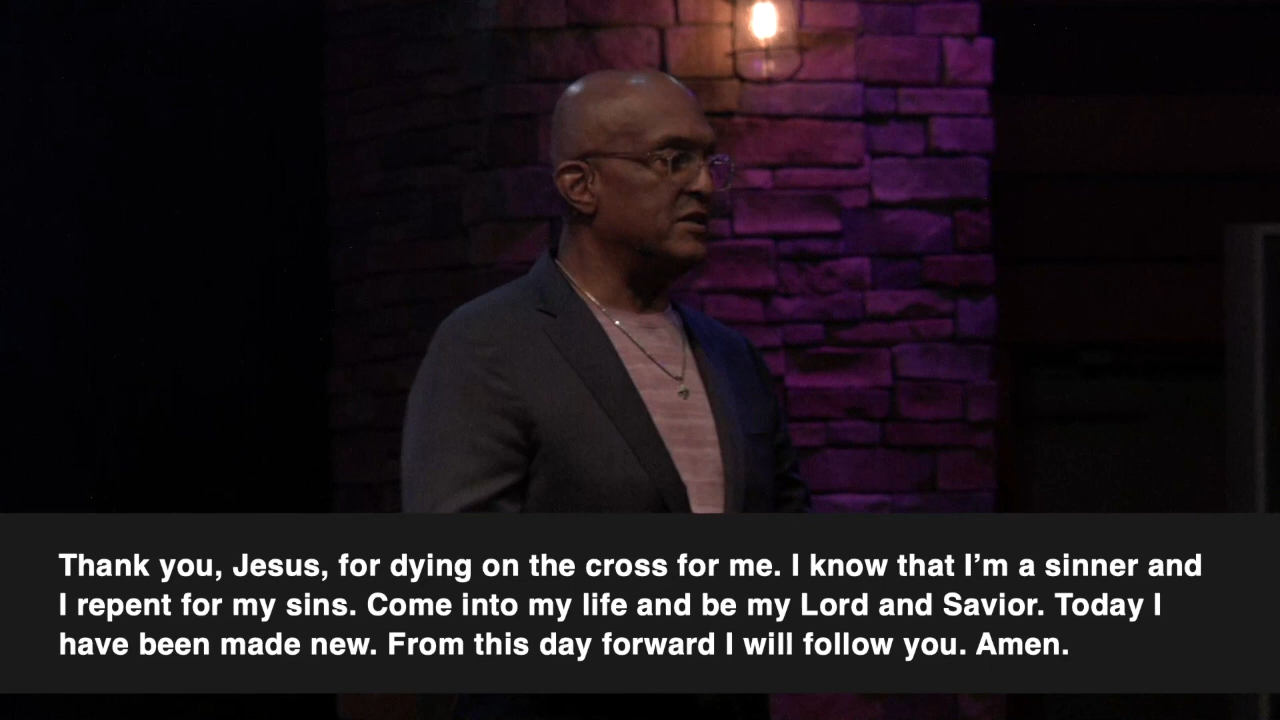 Thank you, Jesus, for dying on the cross for me. I know that I’m a sinner and
I repent for my sins. Come into my life and be my Lord and Savior. Today I
have been made new. From this day forward I will follow you. Amen.